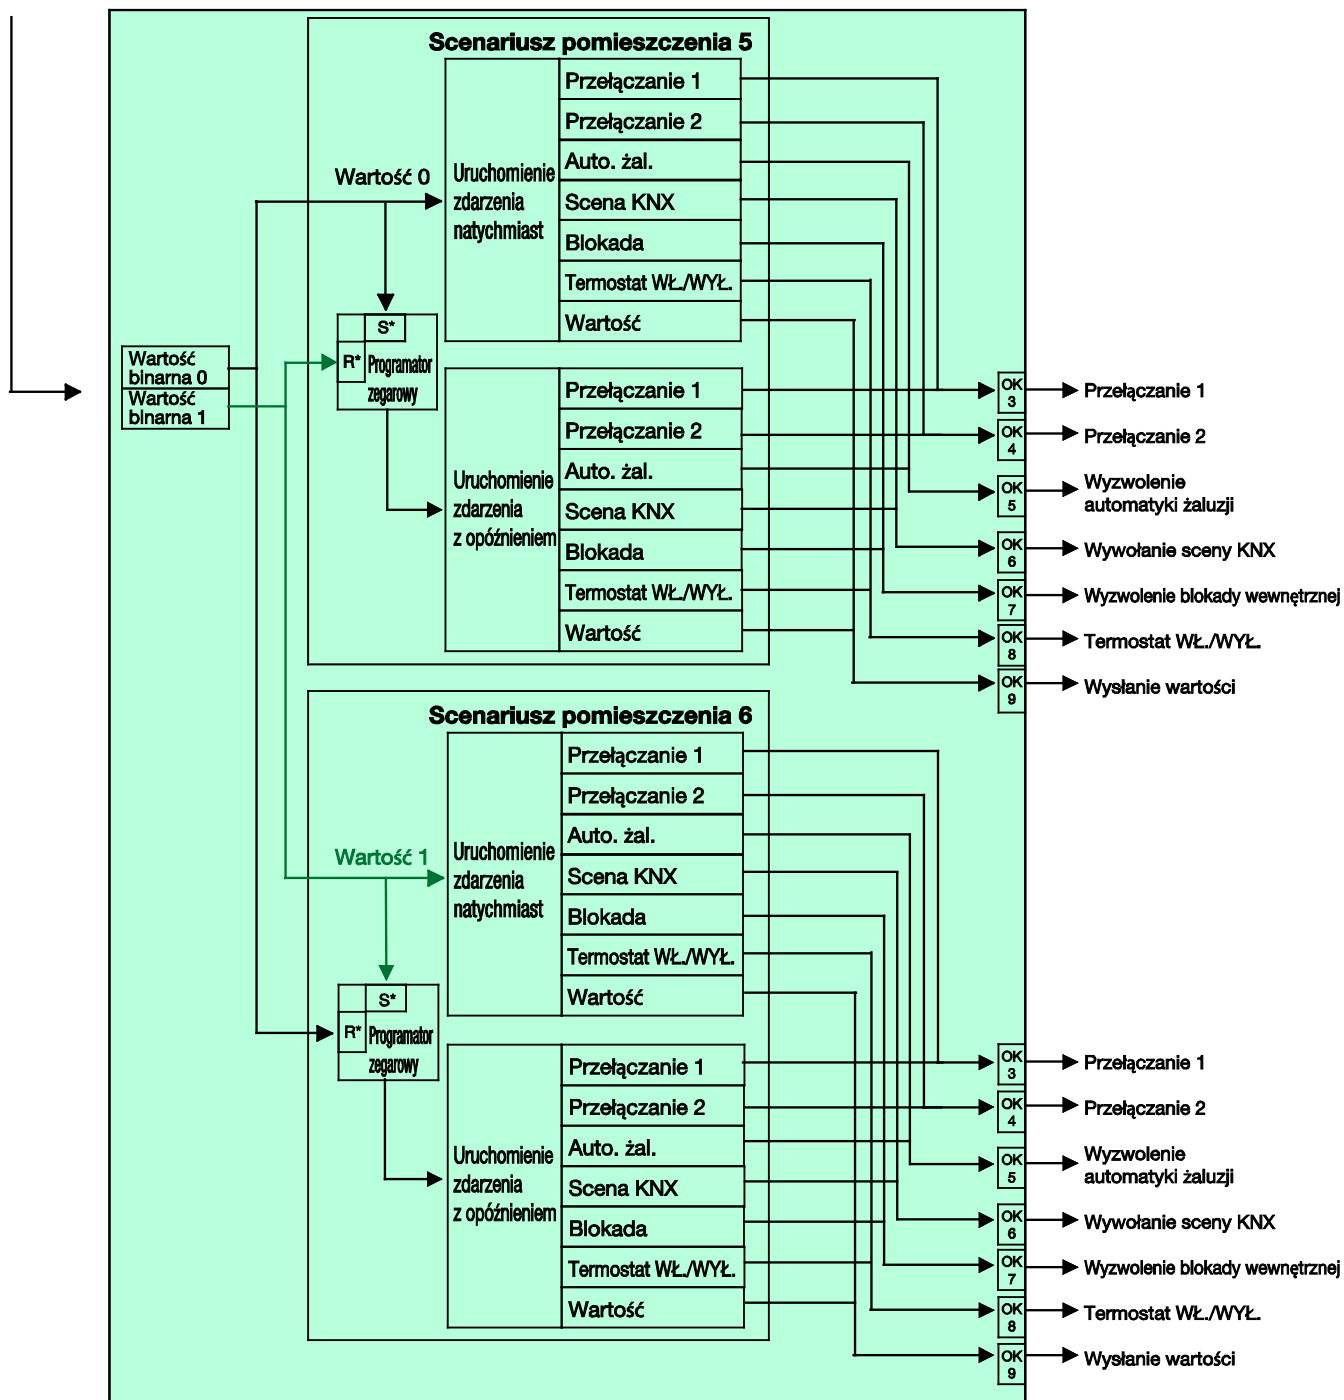 Scenariusz pomieszczenia 5
Przełączanie 1
Przełączanie 2
Auto. żal.
Scena KNX
Blokada
Termostat WŁ./WYŁ.
Wartość
Uruchomienie
zdarzenia
natychmiast
Wartość 0
S*
R*
Programator
zegarowy
Wartość
binarna 0
Wartość
binarna 1
Uruchomienie
zdarzenia
z opóźnieniem
Przełączanie 1
Przełączanie 2
Auto. żal.
Scena KNX
Blokada
Termostat WŁ./WYŁ.
Wartość
OK
3
Przełączanie 1
OK
4
Przełączanie 2
OK
5
Wyzwolenie
automatyki żaluzji
OK
6
Wywołanie sceny KNX
OK
7
Wyzwolenie blokady wewnętrznej
OK
8
Termostat WŁ./WYŁ.
OK
9
Wysłanie wartości
Scenariusz pomieszczenia 6
Przełączanie 1
Przełączanie 2
Auto. żal.
Scena KNX
Blokada
Termostat WŁ./WYŁ.
Wartość
Uruchomienie
zdarzenia
natychmiast
Wartość 1
S*
R*
Programator
zegarowy
Uruchomienie
zdarzenia
z opóźnieniem
Przełączanie 1
Przełączanie 2
Auto. żal.
Scena KNX
Blokada
Termostat WŁ./WYŁ.
Wartość
OK
3
Przełączanie 1
OK
4
Przełączanie 2
OK
5
Wyzwolenie
automatyki żaluzji
OK
6
Wywołanie sceny KNX
OK
7
Wyzwolenie blokady wewnętrznej
OK
8
Termostat WŁ./WYŁ.
OK
9
Wysłanie wartości